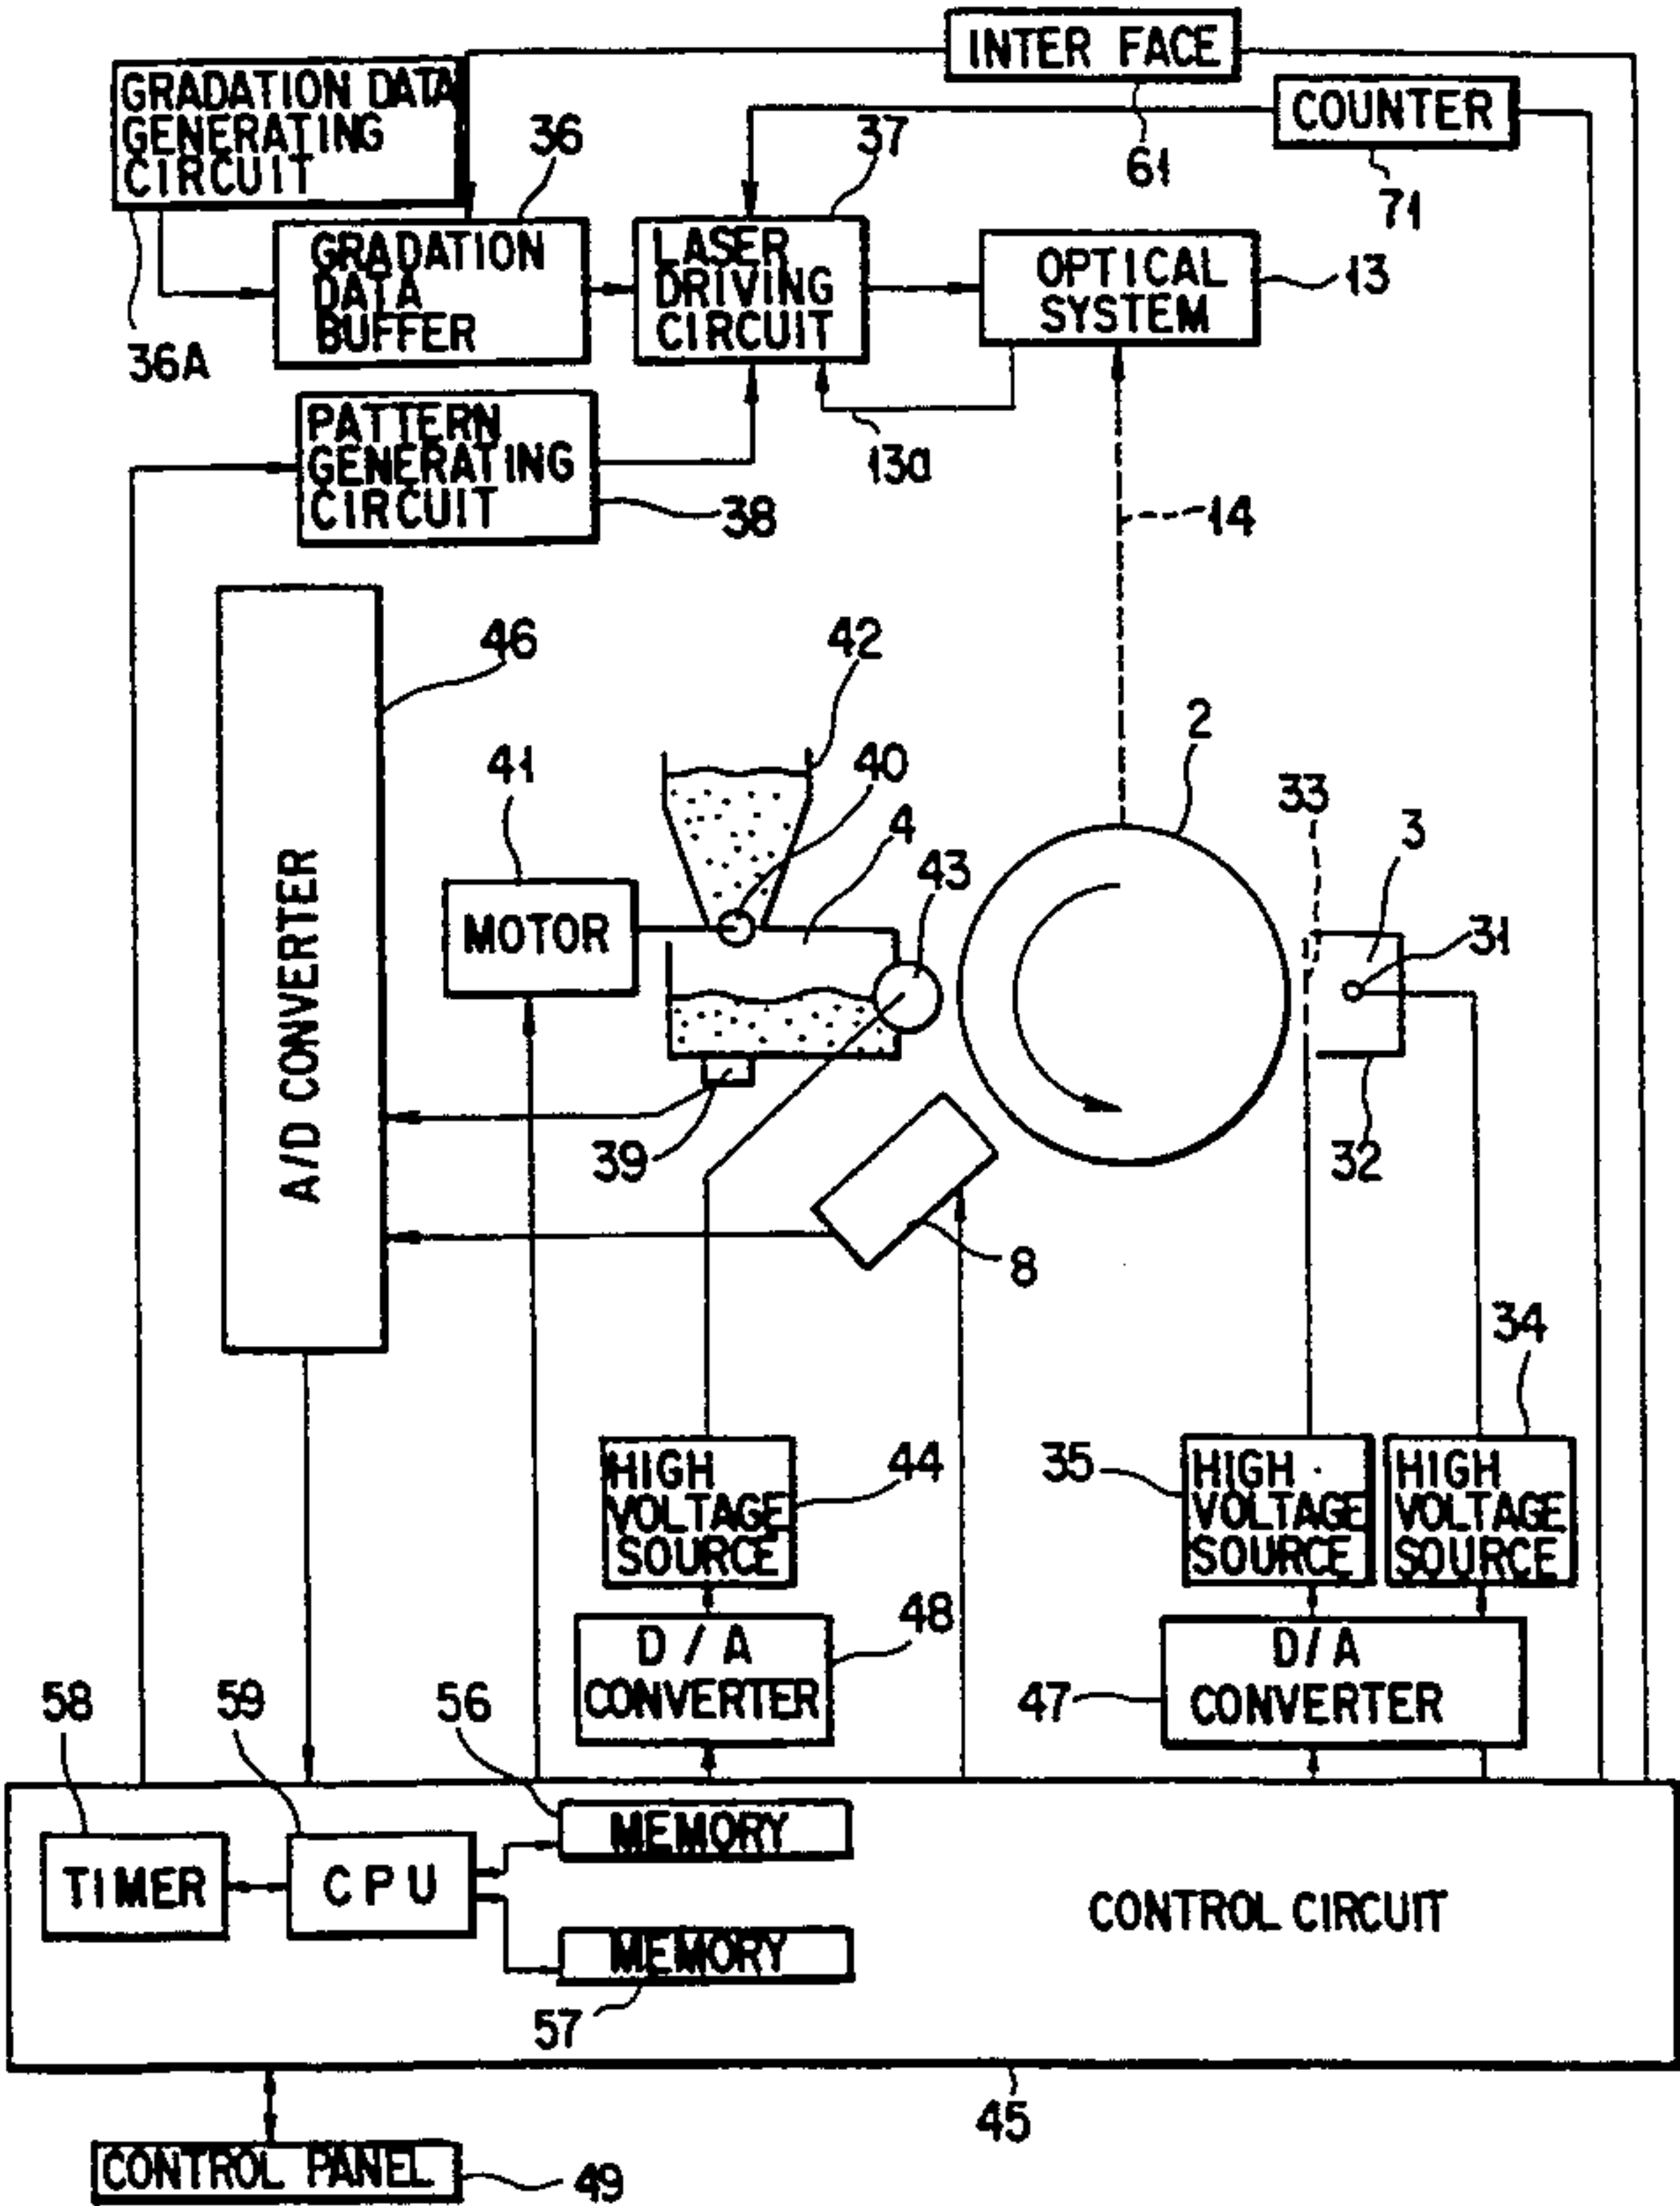 INTER FACE
GRADATION DATA
GENERATING
CIRCUIT
COUNTER
36
37
61
71
GRADATION
DATA
BUFFER
LASER
DRIVING
CIRCUIT
OPTICAL
SYSTEM
13
36A
PATTERN
GENERATING
CIRCUIT
13a
38
14
46
42
2
41
40
33
4
3
43
31
MOTOR
A/D CONVERTER
39
32
8
34
HIGH
VOLTAGE
SOURCE
44
35
HIGH
VOLTAGE
SOURCE
HIGH
VOLTAGE
SOURCE
48
D/A
CONVERTER
D/A
CONVERTER
47
58
59
56
MEMORY
TIMER
CPU
CONTROL CIRCUIT
MEMORY
57
45
CONTROL PANEL
49